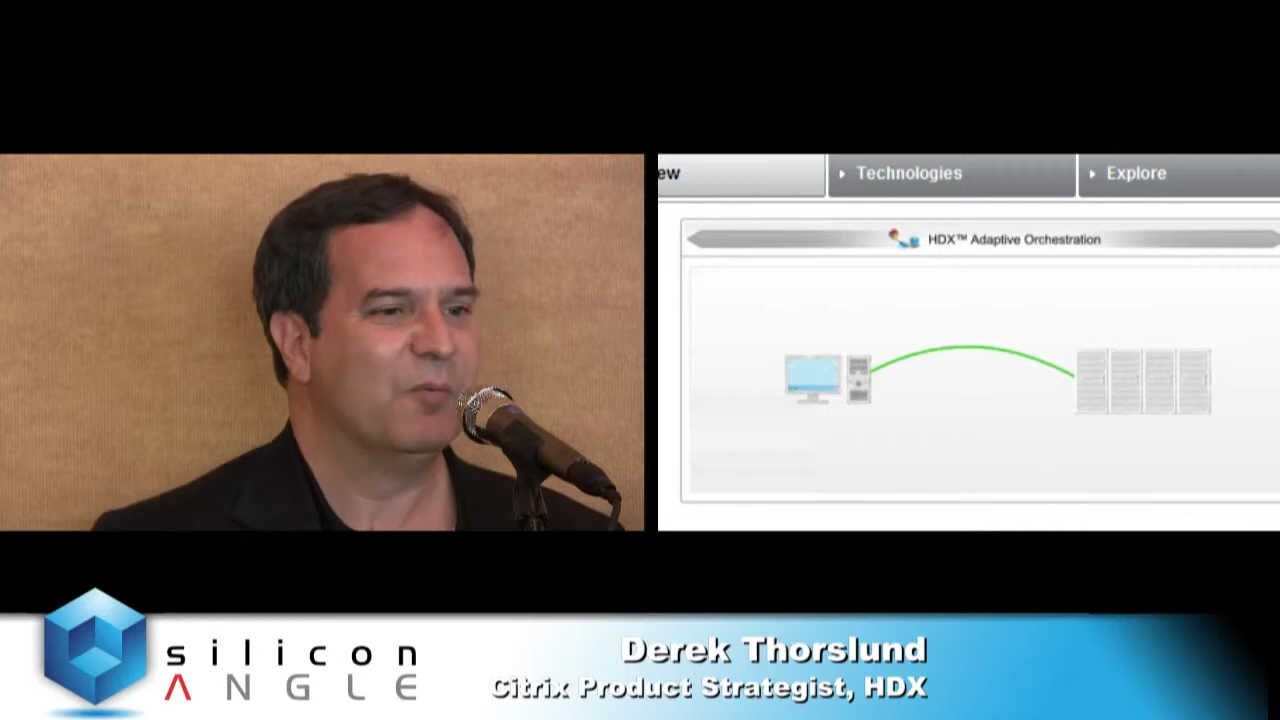 ew
Technologies
Explore
HDX™ Adaptive Orchestration
silicon
ANGLE
Derek Thorslund
Citrix Product Strategist, HDX